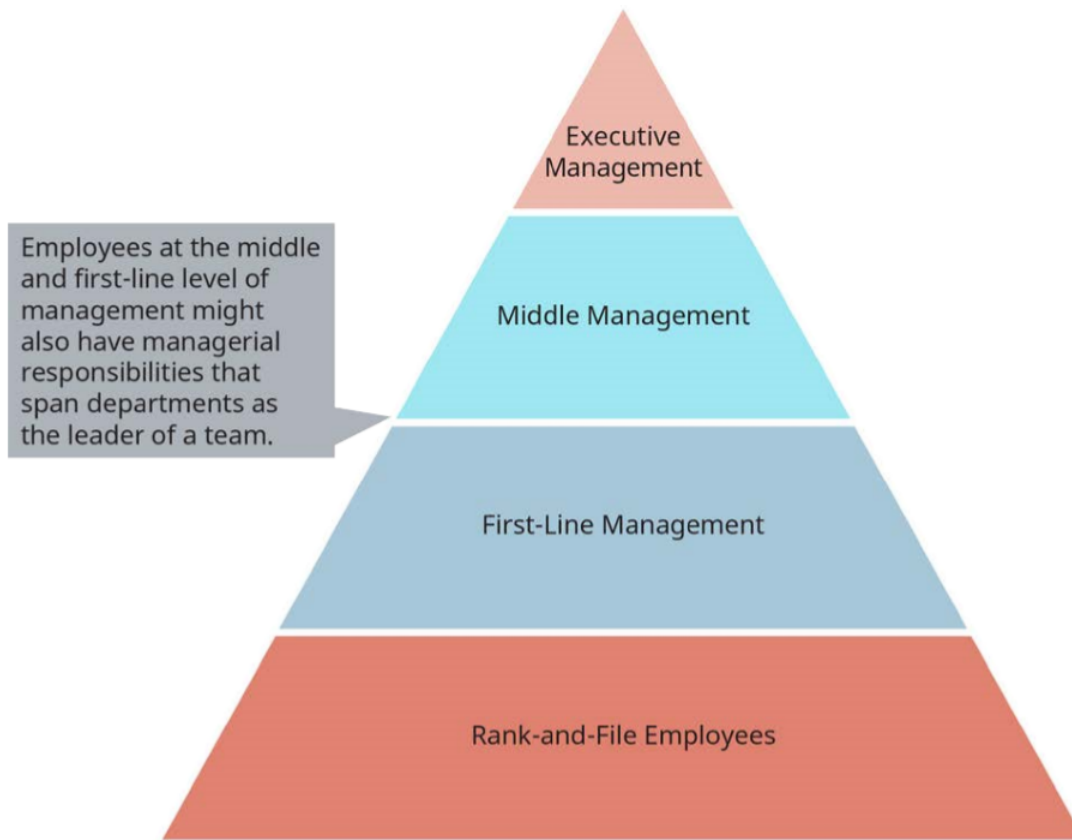 Executive
Management
Employees at the middle
and first-line level of
management might
also have managerial
responsibilities that
span departments as
the leader of a team.
Middle Management
First-Line Management
Rank-and-File Employees